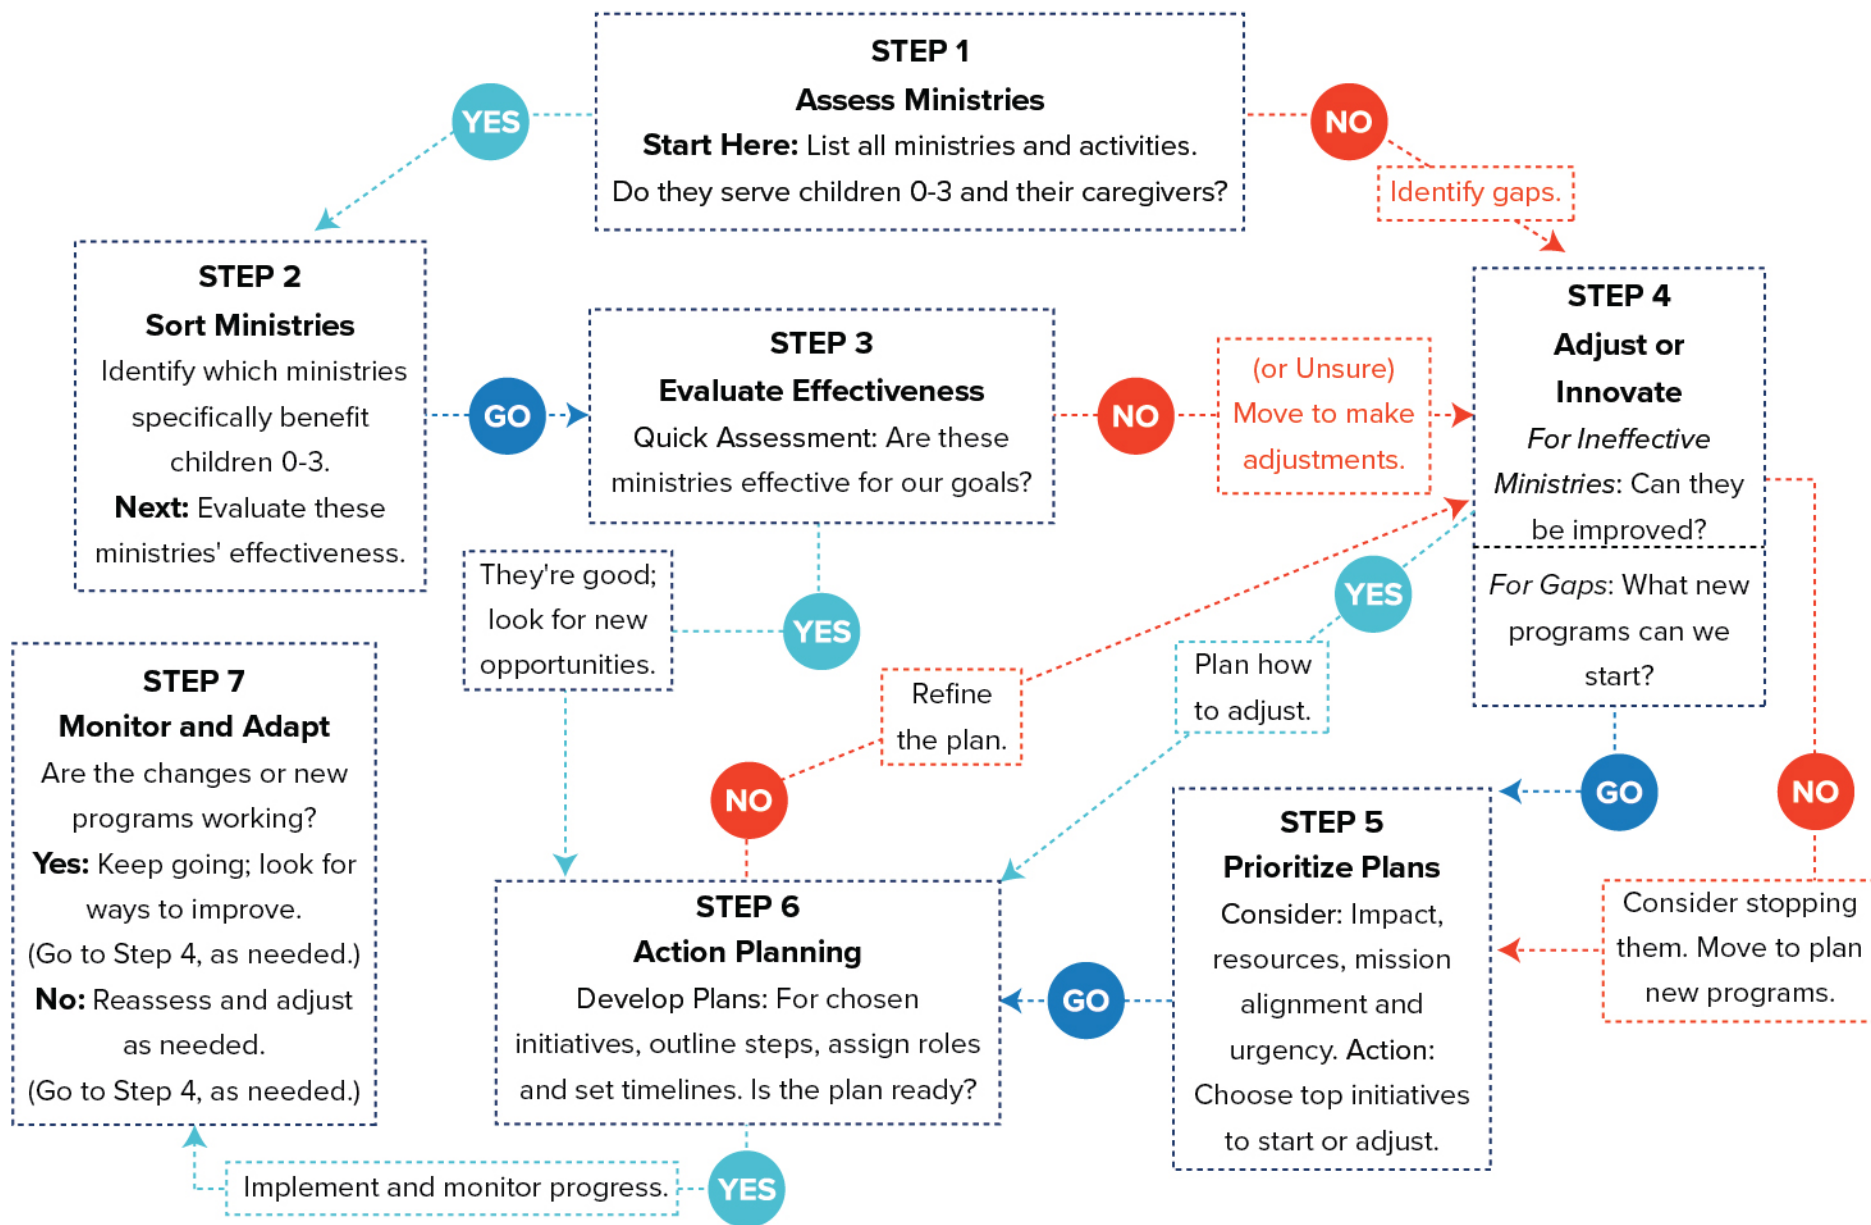 STEP 1
Assess Ministries
Start Here: List all ministries and activities.
Do they serve children 0-3 and their caregivers?
YES
NO
Identify gaps.
STEP 2
Sort Ministries
Identify which ministries
specifically benefit
children 0-3.
Next: Evaluate these
ministries' effectiveness.
GO
STEP 3
Evaluate Effectiveness
Quick Assessment: Are these
ministries effective for our goals?
NO
(or Unsure)
Move to make
adjustments.
YES
They're good;
look for new
opportunities.
STEP 4
Adjust or
Innovate
For Ineffective
Ministries: Can they
be improved?
For Gaps: What new
programs can we
start?
YES
Plan how
to adjust.
GO
NO
Consider stopping
them. Move to plan
new programs.
STEP 5
Prioritize Plans
Consider: Impact,
resources, mission
alignment and
urgency. Action:
Choose top initiatives
to start or adjust.
GO
STEP 6
Action Planning
Develop Plans: For chosen
initiatives, outline steps, assign roles
and set timelines. Is the plan ready?
NO
Refine
the plan.
YES
Implement and monitor progress.
STEP 7
Monitor and Adapt
Are the changes or new
programs working?
Yes: Keep going; look for
ways to improve.
(Go to Step 4, as needed.)
No: Reassess and adjust
as needed.
(Go to Step 4, as needed.)